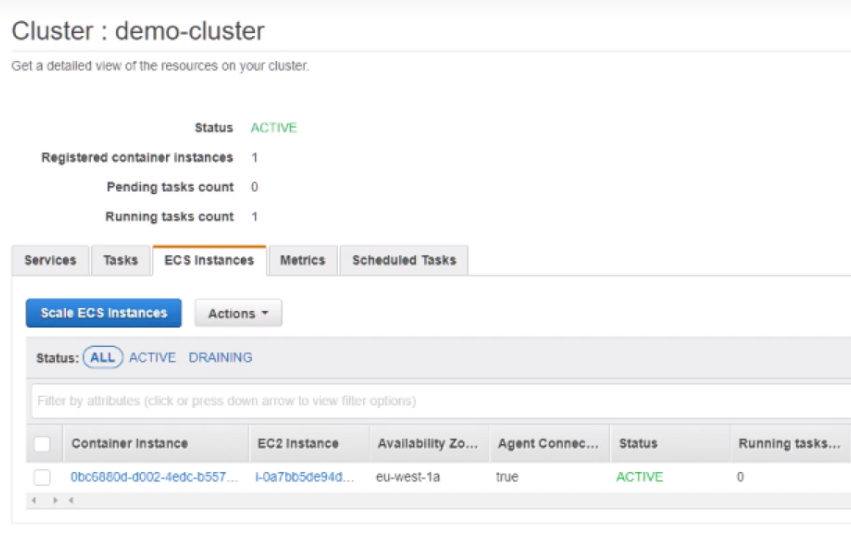 Cluster : demo-cluster
Get a detailed view of the resources on your cluster.
Status ACTIVE
Registered container instances 1
Pending tasks count 0
Running tasks count 1
Services Tasks ECS Instances Metrics Scheduled Tasks
Scale ECS Instances Actions
Status: ALL ACTIVE DRAINING
Filter by attributes (click or press down arrow to view filter options)
Container Instance EC2 Instance Availability Zo... Agent Connec... Status Running tasks...
0bc6880d-d002-4edc-b557... i-0a7bb5de94d... eu-west-1a true ACTIVE 0